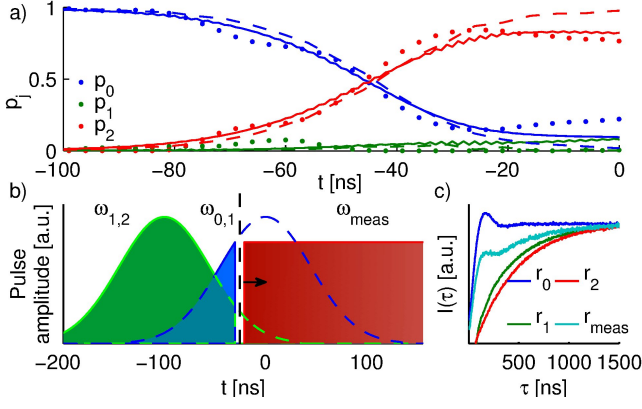 a)
1
0.5
0
p_j
p_0
p_1
p_2
−100
−80
−60
−40
−20
0
t [ns]
b)
ω_1,2
ω_0,1
ω_meas
Pulse
amplitude [a.u.]
−200
−100
0
100
t [ns]
c)
I(τ) [a.u.]
r_0
r_2
r_1
r_meas
500
1000
1500
τ [ns]